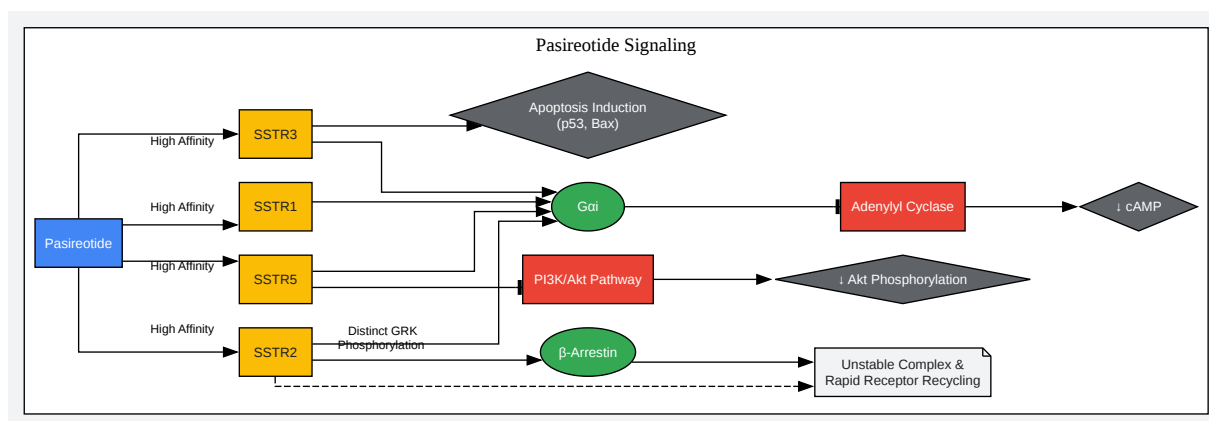 Pasireotide Signaling
Apoptosis Induction
(p53, Bax)
SSTR3
High Affinity
High Affinity
SSTR1
Gαi
Adenylyl Cyclase
↓ cAMP
Pasireotide
High Affinity
SSTR5
PI3K/Akt Pathway
↓ Akt Phosphorylation
High Affinity
Distinct GRK
Phosphorylation
SSTR2
β-Arrestin
Unstable Complex &
Rapid Receptor Recycling